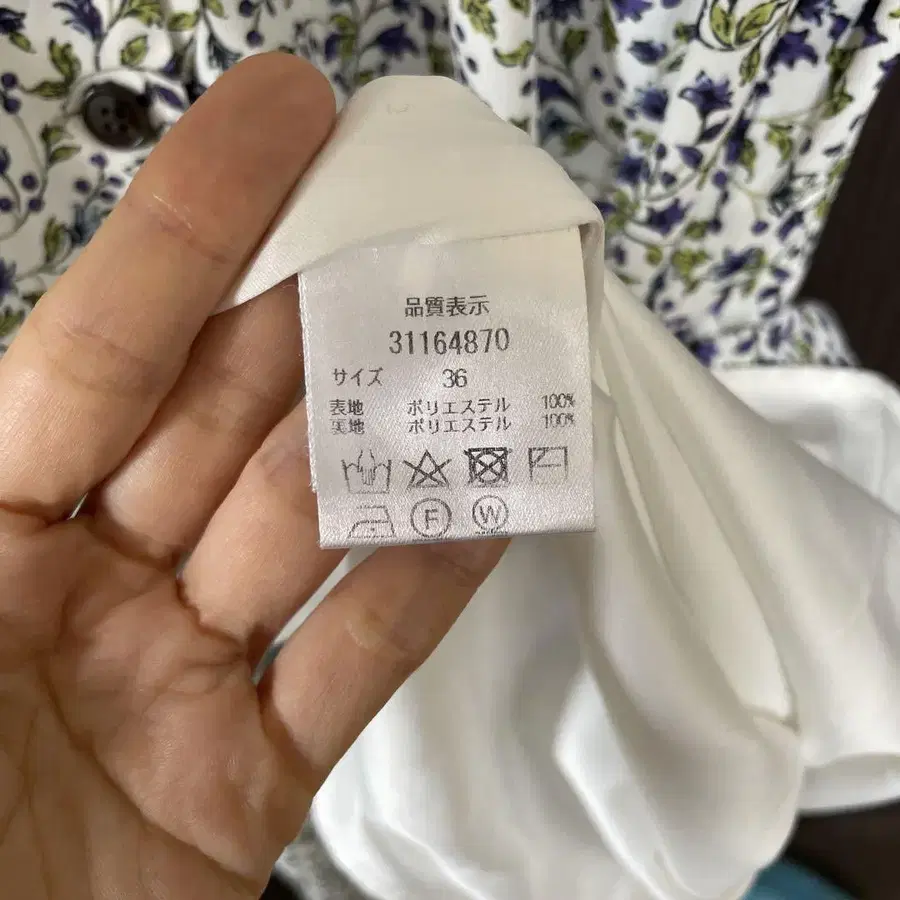 品質表示
31164870
サイズ 36
表地 ポリエステル 100%
裏地 ポリエステル 100%
F W